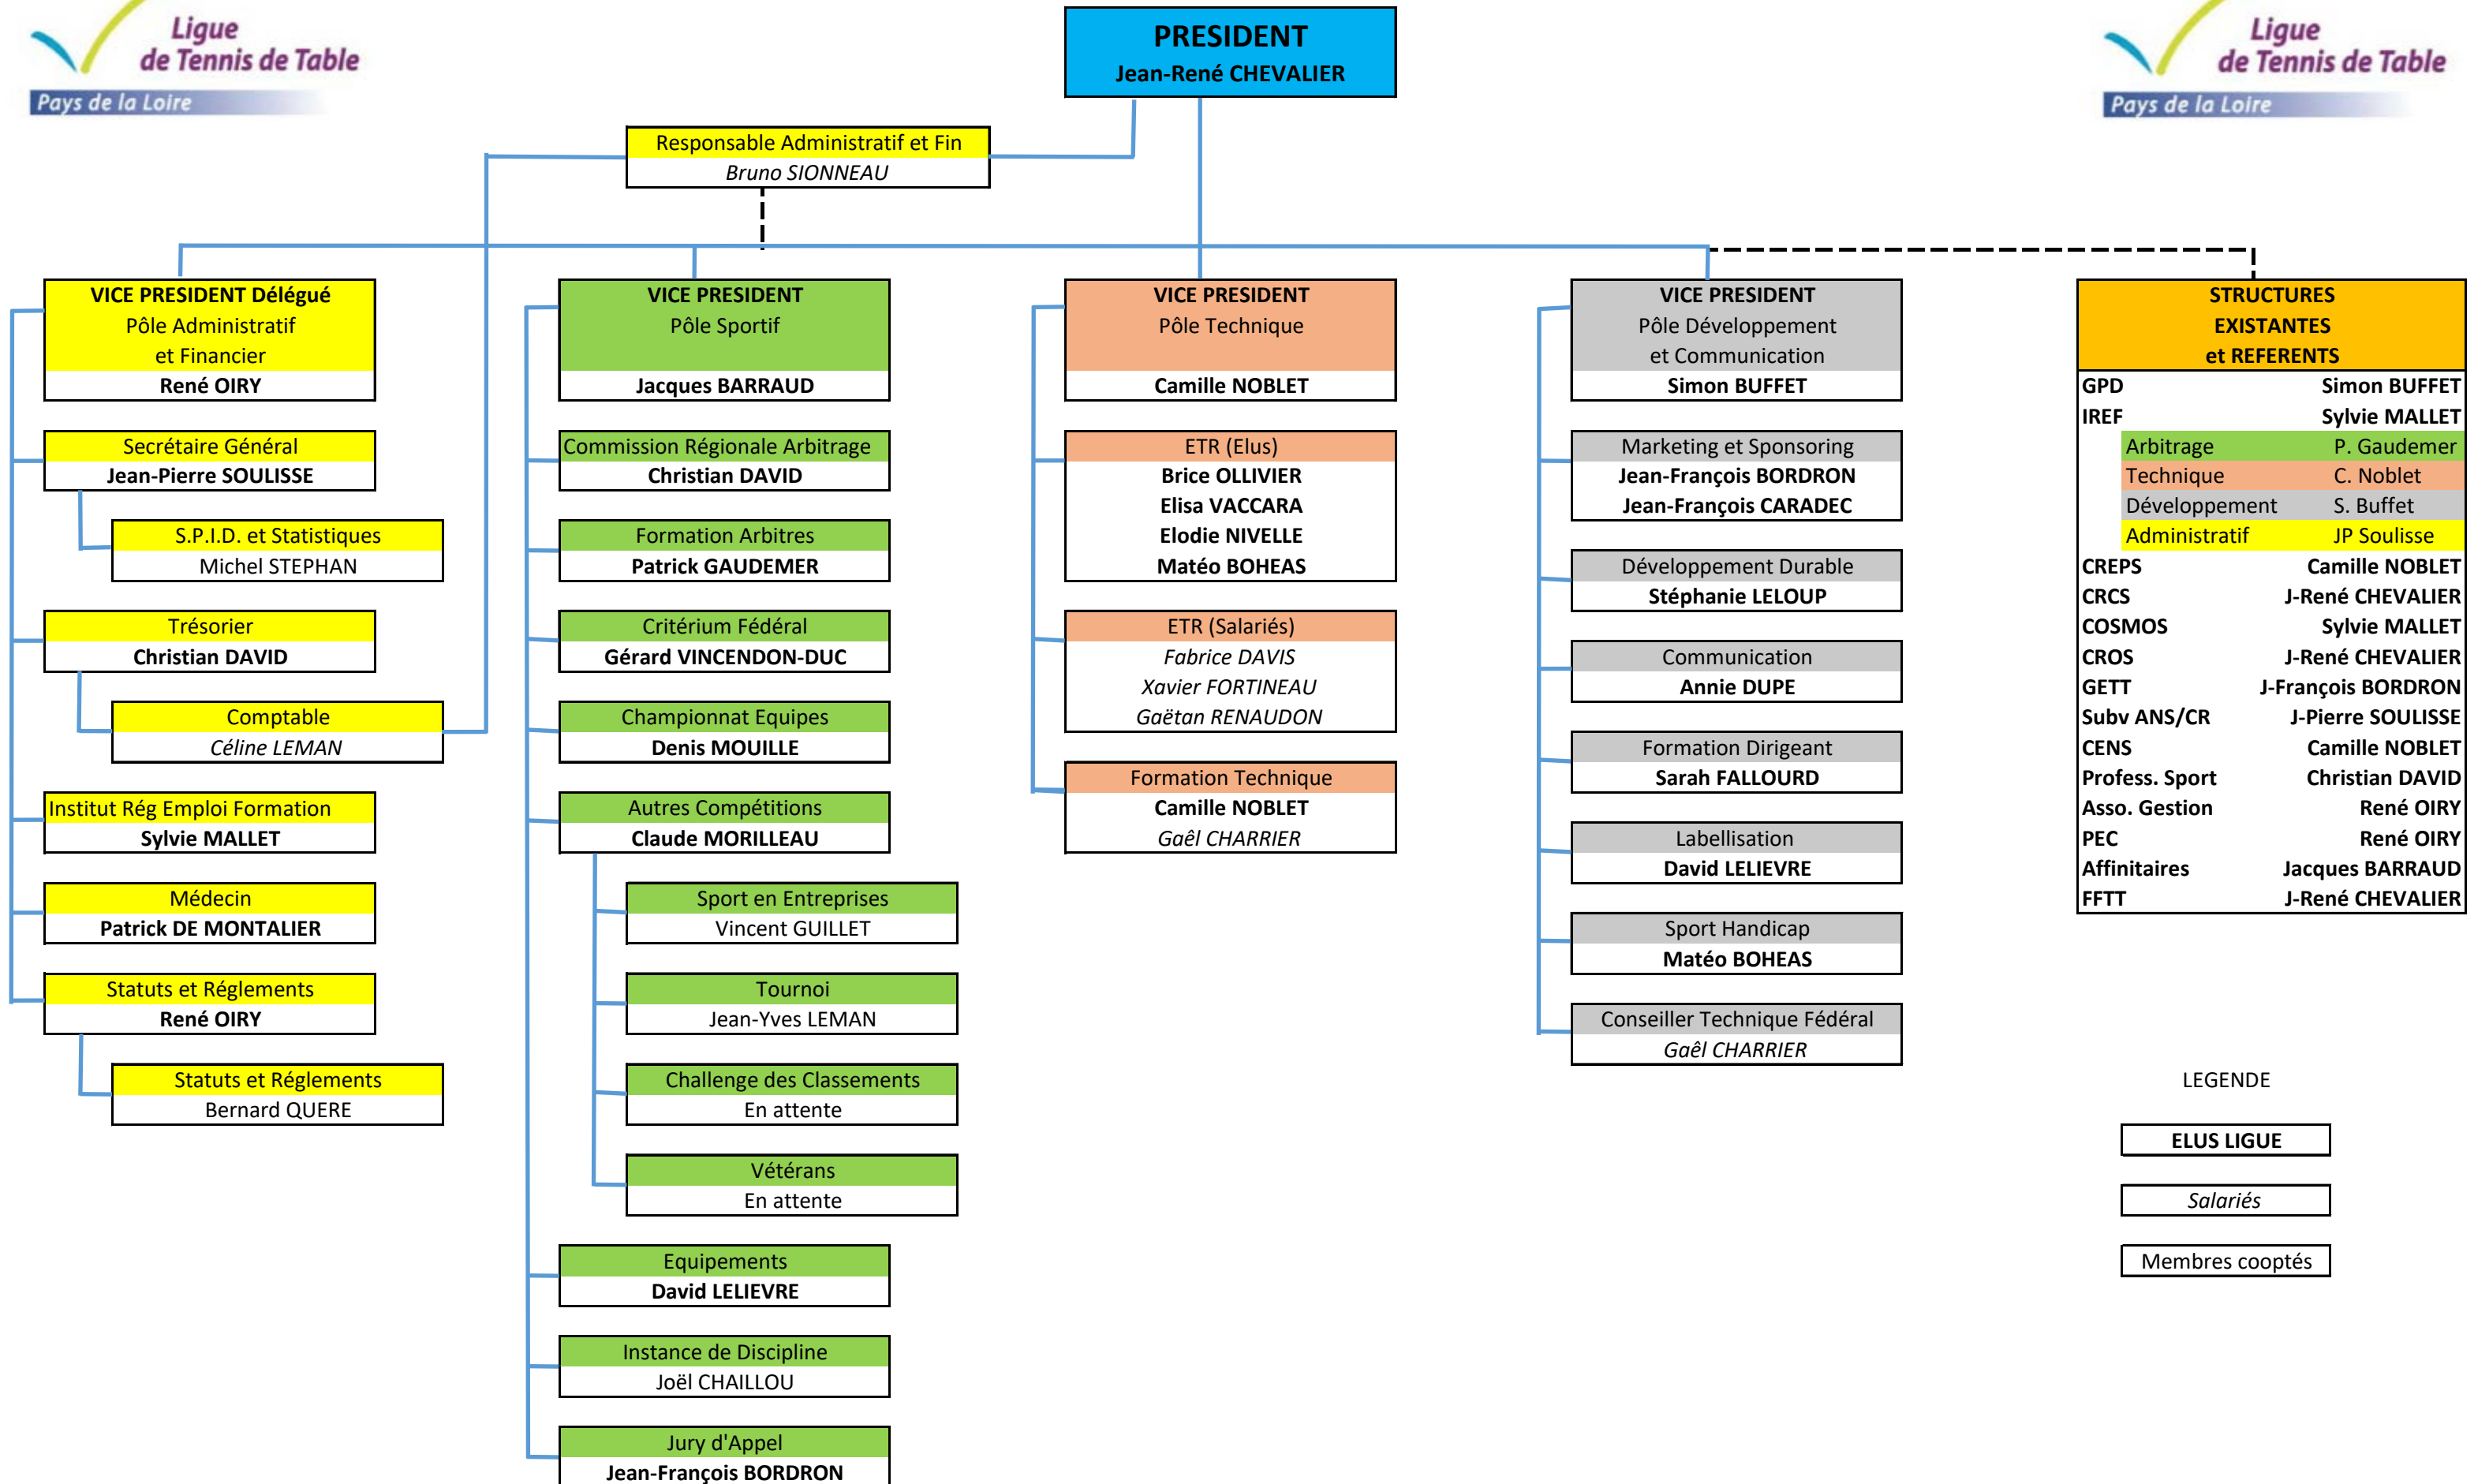 Ligue
de Tennis de Table
Pays de la Loire
PRESIDENT
Jean-René CHEVALIER
Ligue
de Tennis de Table
Pays de la Loire
Responsable Administratif et Fin
Bruno SIONNEAU
VICE PRESIDENT Délégué
Pôle Administratif
et Financier
René OIRY
Secrétaire Général
Jean-Pierre SOULISSE
S.P.I.D. et Statistiques
Michel STEPHAN
Trésorier
Christian DAVID
Comptable
Céline LEMAN
Institut Rég Emploi Formation
Sylvie MALLET
Médecin
Patrick DE MONTALIER
Statuts et Réglements
René OIRY
Statuts et Réglements
Bernard QUERE
VICE PRESIDENT
Pôle Sportif
Jacques BARRAUD
Commission Régionale Arbitrage
Christian DAVID
Formation Arbitres
Patrick GAUDEMER
Critérium Fédéral
Gérard VINCENDON-DUC
Championnat Equipes
Denis MOUILLE
Autres Compétitions
Claude MORILLEAU
Sport en Entreprises
Vincent GUILLET
Tournoi
Jean-Yves LEMAN
Challenge des Classements
En attente
Vétérans
En attente
Equipements
David LELIEVRE
Instance de Discipline
Joël CHAILLOU
Jury d'Appel
Jean-François BORDRON
VICE PRESIDENT
Pôle Technique
Camille NOBLET
ETR (Elus)
Brice OLLIVIER
Elisa VACCARA
Elodie NIVELLE
Matéo BOHEAS
ETR (Salariés)
Fabrice DAVIS
Xavier FORTINEAU
Gaëtan RENAUDON
Formation Technique
Camille NOBLET
Gaêl CHARRIER
VICE PRESIDENT
Pôle Développement
et Communication
Simon BUFFET
Marketing et Sponsoring
Jean-François BORDRON
Jean-François CARADEC
Développement Durable
Stéphanie LELOUP
Communication
Annie DUPE
Formation Dirigeant
Sarah FALLOURD
Labellisation
David LELIEVRE
Sport Handicap
Matéo BOHEAS
Conseiller Technique Fédéral
Gaêl CHARRIER
STRUCTURES
EXISTANTES
et REFERENTS
GPD Simon BUFFET
IREF Sylvie MALLET
Arbitrage P. Gaudemer
Technique C. Noblet
Développement S. Buffet
Administratif JP Soulisse
CREPS Camille NOBLET
CRCS J-René CHEVALIER
COSMOS Sylvie MALLET
CROS J-René CHEVALIER
GETT J-François BORDRON
Subv ANS/CR J-Pierre SOULISSE
CENS Camille NOBLET
Profess. Sport Christian DAVID
Asso. Gestion René OIRY
PEC René OIRY
Affinitaires Jacques BARRAUD
FFTT J-René CHEVALIER
LEGENDE
ELUS LIGUE
Salariés
Membres cooptés